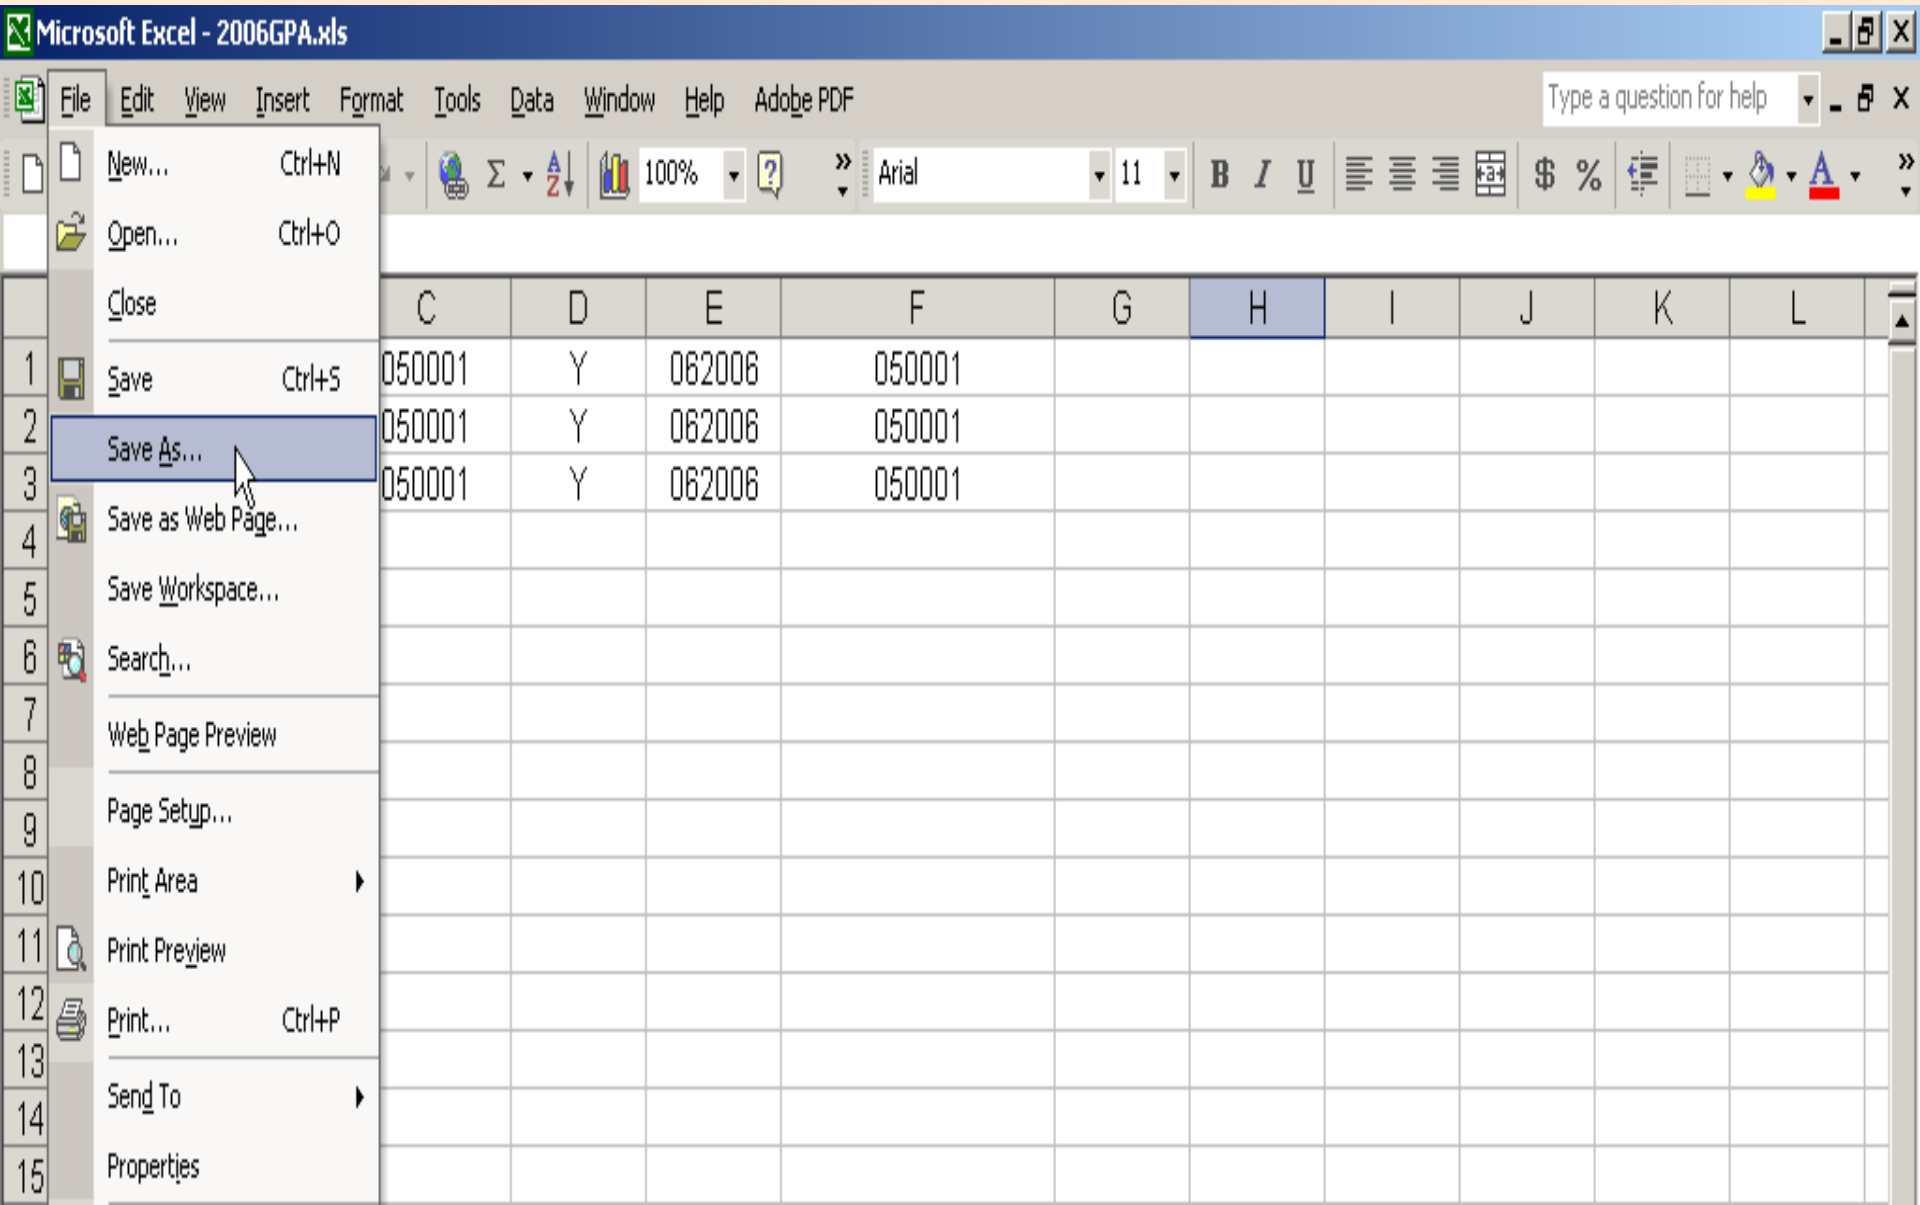 Microsoft Excel - 2006GPA.xls
File Edit View Insert Format Tools Data Window Help Adobe PDF Type a question for help
100% Arial 11 B I U $ %
New... Ctrl+N
Open... Ctrl+O
Close
Save Ctrl+S
Save As...
Save as Web Page...
Save Workspace...
Search...
Web Page Preview
Page Setup...
Print Area
Print Preview
Print... Ctrl+P
Send To
Properties
C D E F G H I J K L
1 050001 Y 062006 050001
2 050001 Y 062006 050001
3 050001 Y 062006 050001
4
5
6
7
8
9
10
11
12
13
14
15